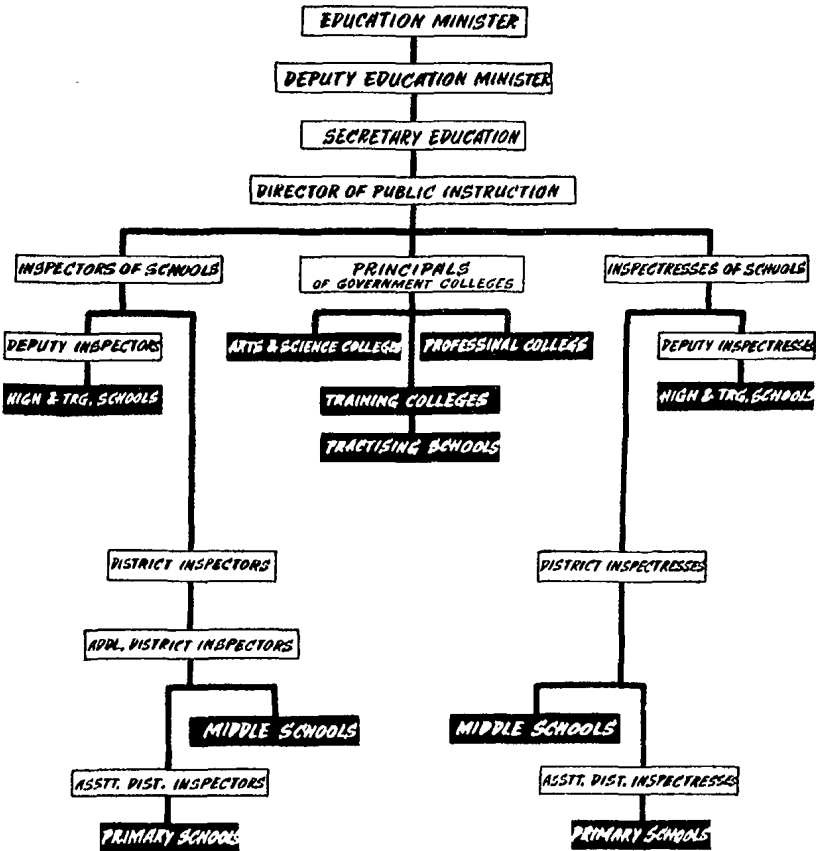 EDUCATION MINISTER
DEPUTY EDUCATION MINISTER
SECRETARY EDUCATION
DIRECTOR OF PUBLIC INSTRUCTION
INSPECTORS OF SCHOOLS
PRINCIPALS
OF GOVERNMENT COLLEGES
INSPECTRESSES OF SCHOOLS
DEPUTY INSPECTORS
ARTS & SCIENCE COLLEGES
PROFESSINAL COLLEGE
DEPUTY INSPECTRESSES
HIGH & TRG. SCHOOLS
TRAINING COLLEGES
HIGH & TRG. SCHOOLS
PRACTISING SCHOOLS
DISTRICT INSPECTORS
DISTRICT INSPECTRESSES
ADDL. DISTRICT INSPECTORS
MIDDLE SCHOOLS
MIDDLE SCHOOLS
ASSTT. DIST. INSPECTORS
ASSTT. DIST. INSPECTRESSES
PRIMARY SCHOOLS
PRIMARY SCHOOLS